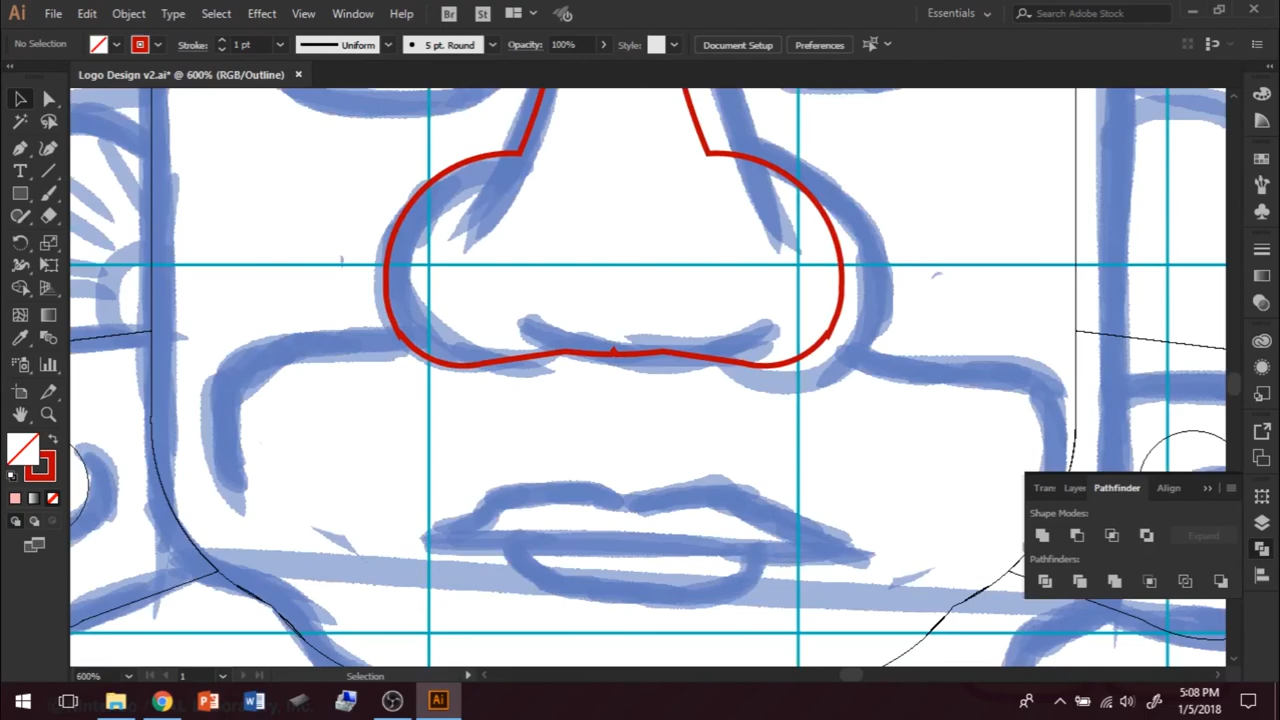 Ai File Edit Object Type Select Effect View Window Help Br St Essentials Search Adobe Stock
No Selection Stroke: 1 pt Uniform 5 pt. Round Opacity: 100% Style: Document Setup Preferences
Logo Design v2.ai* @ 600% (RGB/Outline) ×
Trans Layer Pathfinder Align
Shape Modes:
Expand
Pathfinders:
600% 1 Selection
5:08 PM
1/5/2018